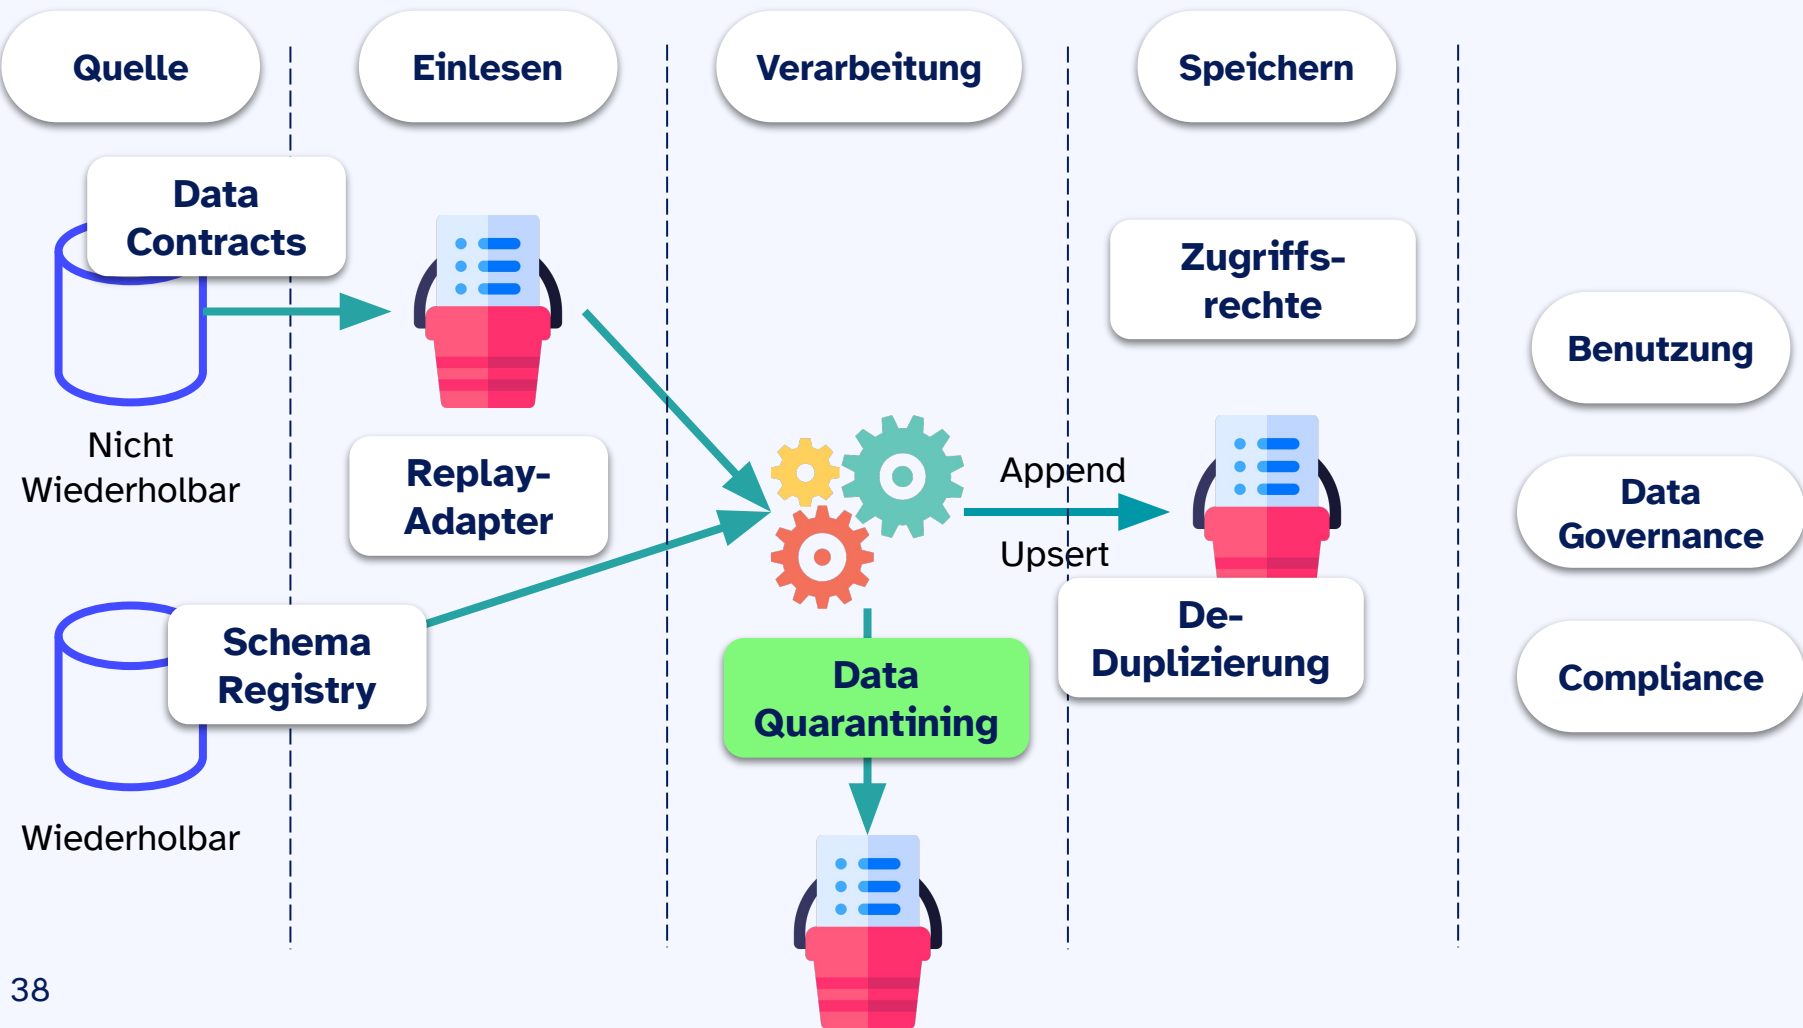 Quelle
Einlesen
Verarbeitung
Speichern
Data
Contracts
Nicht
Wiederholbar
Replay-
Adapter
Schema
Registry
Wiederholbar
Data
Quarantining
Append
Upsert
Zugriffs-
rechte
De-
Duplizierung
Benutzung
Data
Governance
Compliance
38